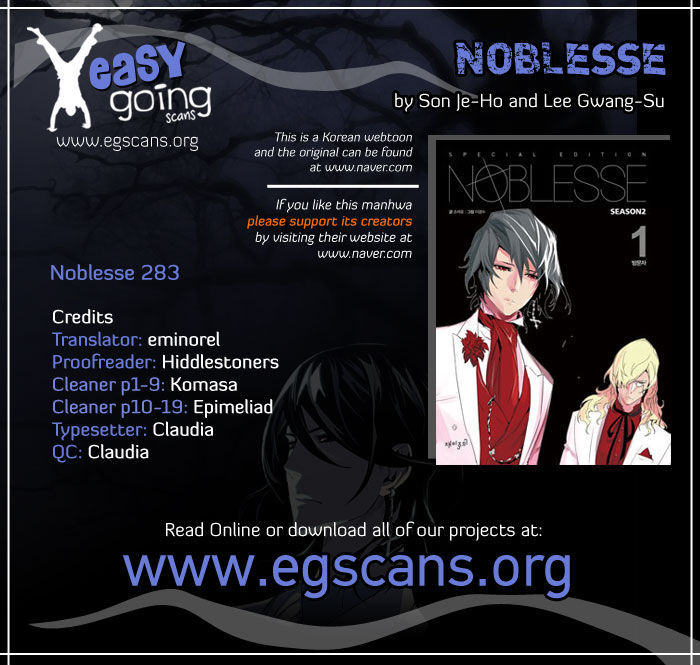 easy
going
scans
www.egscans.org
NOBLESSE
by Son Je-Ho and Lee Gwang-Su
This is a Korean webtoon
and the original can be found
at www.naver.com
If you like this manhwa
please support its creators
by visiting their website at
www.naver.com
SPECIAL EDITION
NOBLESSE
SEASON2
1
방문자
Noblesse 283
Credits
Translator: eminorel
Proofreader: Hiddlestoners
Cleaner p1-9: Komasa
Cleaner p10-19: Epimeliad
Typesetter: Claudia
QC: Claudia
Read Online or download all of our projects at:
www.egscans.org